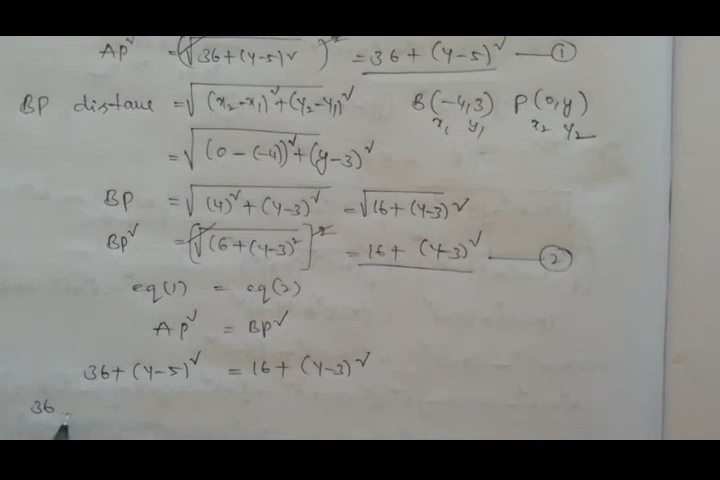 AP² = (√36+(y-5)²)² = 36+(y-5)² — ①
BP distance = √(x₂-x₁)²+(y₂-y₁)² B(-4,3) P(0,y)
x₁ y₁ x₂ y₂
= √(0-(-4))²+(y-3)²
BP = √(4)²+(y-3)² = √16+(y-3)²
BP² = [√16+(y-3)²]² = 16+(y-3)² — ②
eq(1) = eq(2)
AP² = BP²
36+(y-5)² = 16+(y-3)²
36